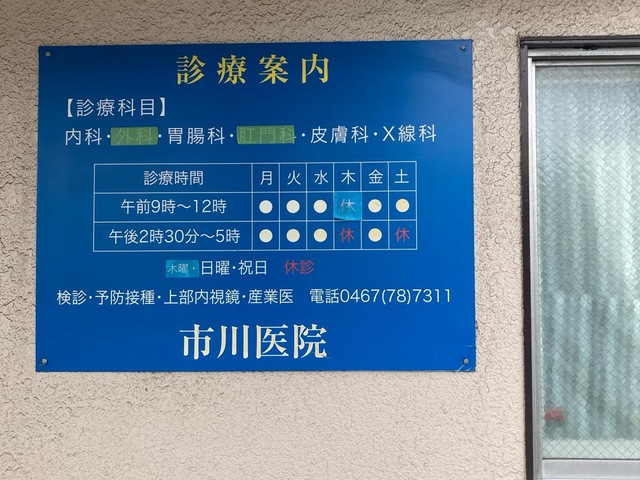 診療案内
【診療科目】
内科・外科・胃腸科・肛門科・皮膚科・X線科
診療時間 月 火 水 木 金 土
午前9時〜12時 ● ● ● 休 ● ●
午後2時30分〜5時 ● ● ● 休 ● 休
木曜・日曜・祝日 休診
検診・予防接種・上部内視鏡・産業医 電話0467(78)7311
市川医院